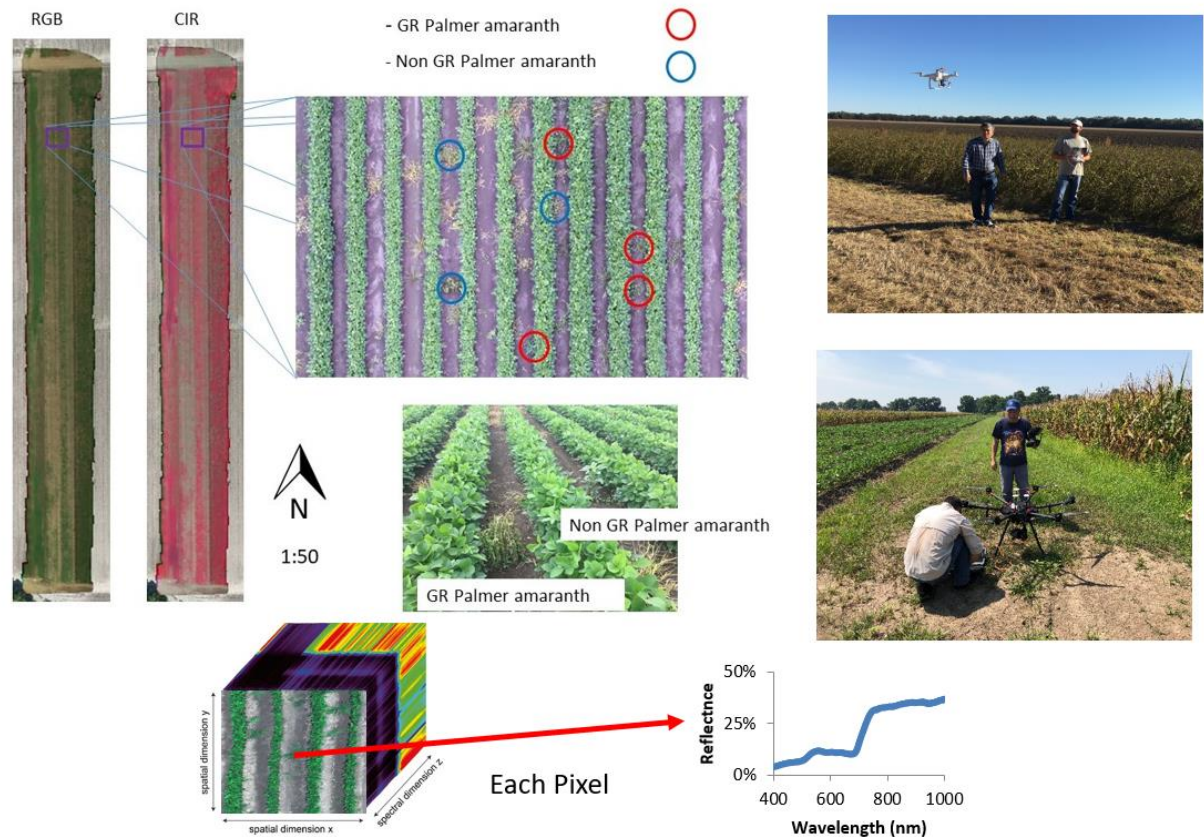 RGB
CIR
- GR Palmer amaranth
- Non GR Palmer amaranth
N
1:50
Non GR Palmer amaranth
GR Palmer amaranth
spatial dimension y
spatial dimension x
spectral dimension z
Each Pixel
Reflectnce
50%
25%
0%
400 600 800 1000
Wavelength (nm)